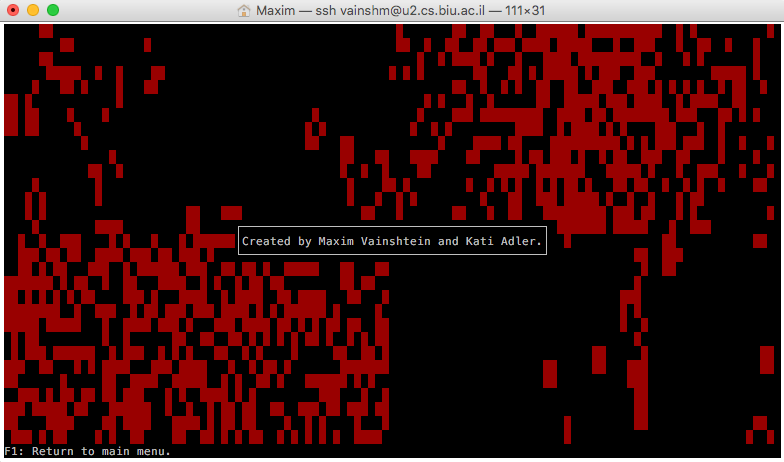 Maxim — ssh vainshm@u2.cs.biu.ac.il — 111×31
Created by Maxim Vainshtein and Kati Adler.
F1: Return to main menu.